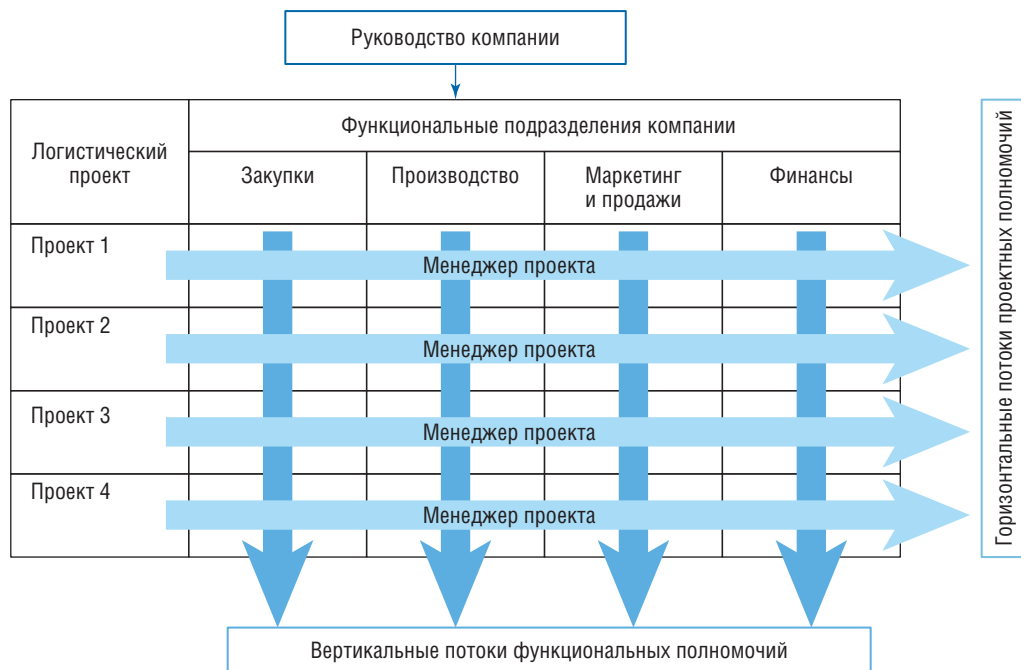 Руководство компании
Логистический
проект
Функциональные подразделения компании
Закупки
Производство
Маркетинг
и продажи
Финансы
Проект 1
Менеджер проекта
Проект 2
Менеджер проекта
Проект 3
Менеджер проекта
Проект 4
Менеджер проекта
Горизонтальные потоки проектных полномочий
Вертикальные потоки функциональных полномочий